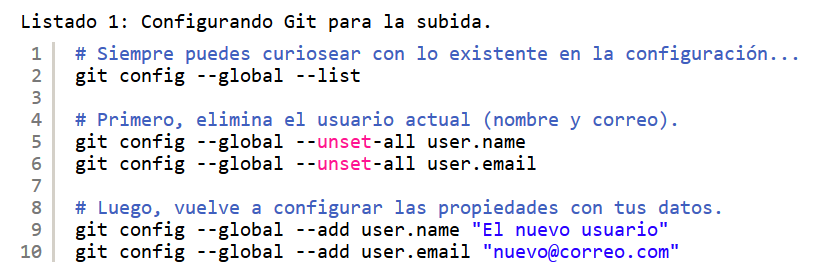 Listado 1: Configurando Git para la subida.
1 # Siempre puedes curiosear con lo existente en la configuración...
2 git config --global --list
3
4 # Primero, elimina el usuario actual (nombre y correo).
5 git config --global --unset-all user.name
6 git config --global --unset-all user.email
7
8 # Luego, vuelve a configurar las propiedades con tus datos.
9 git config --global --add user.name "El nuevo usuario"
10 git config --global --add user.email "nuevo@correo.com"